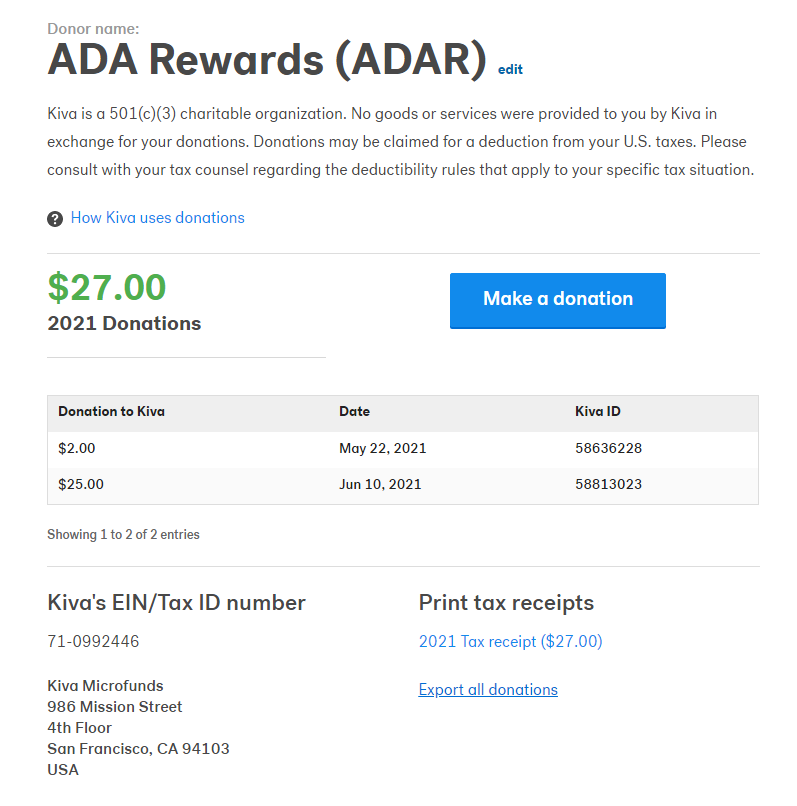 Donor name:
ADA Rewards (ADAR) edit
Kiva is a 501(c)(3) charitable organization. No goods or services were provided to you by Kiva in
exchange for your donations. Donations may be claimed for a deduction from your U.S. taxes. Please
consult with your tax counsel regarding the deductibility rules that apply to your specific tax situation.
? How Kiva uses donations
$27.00
2021 Donations
Make a donation
Donation to Kiva Date Kiva ID
$2.00 May 22, 2021 58636228
$25.00 Jun 10, 2021 58813023
Showing 1 to 2 of 2 entries
Kiva's EIN/Tax ID number
71-0992446
Kiva Microfunds
986 Mission Street
4th Floor
San Francisco, CA 94103
USA
Print tax receipts
2021 Tax receipt ($27.00)
Export all donations